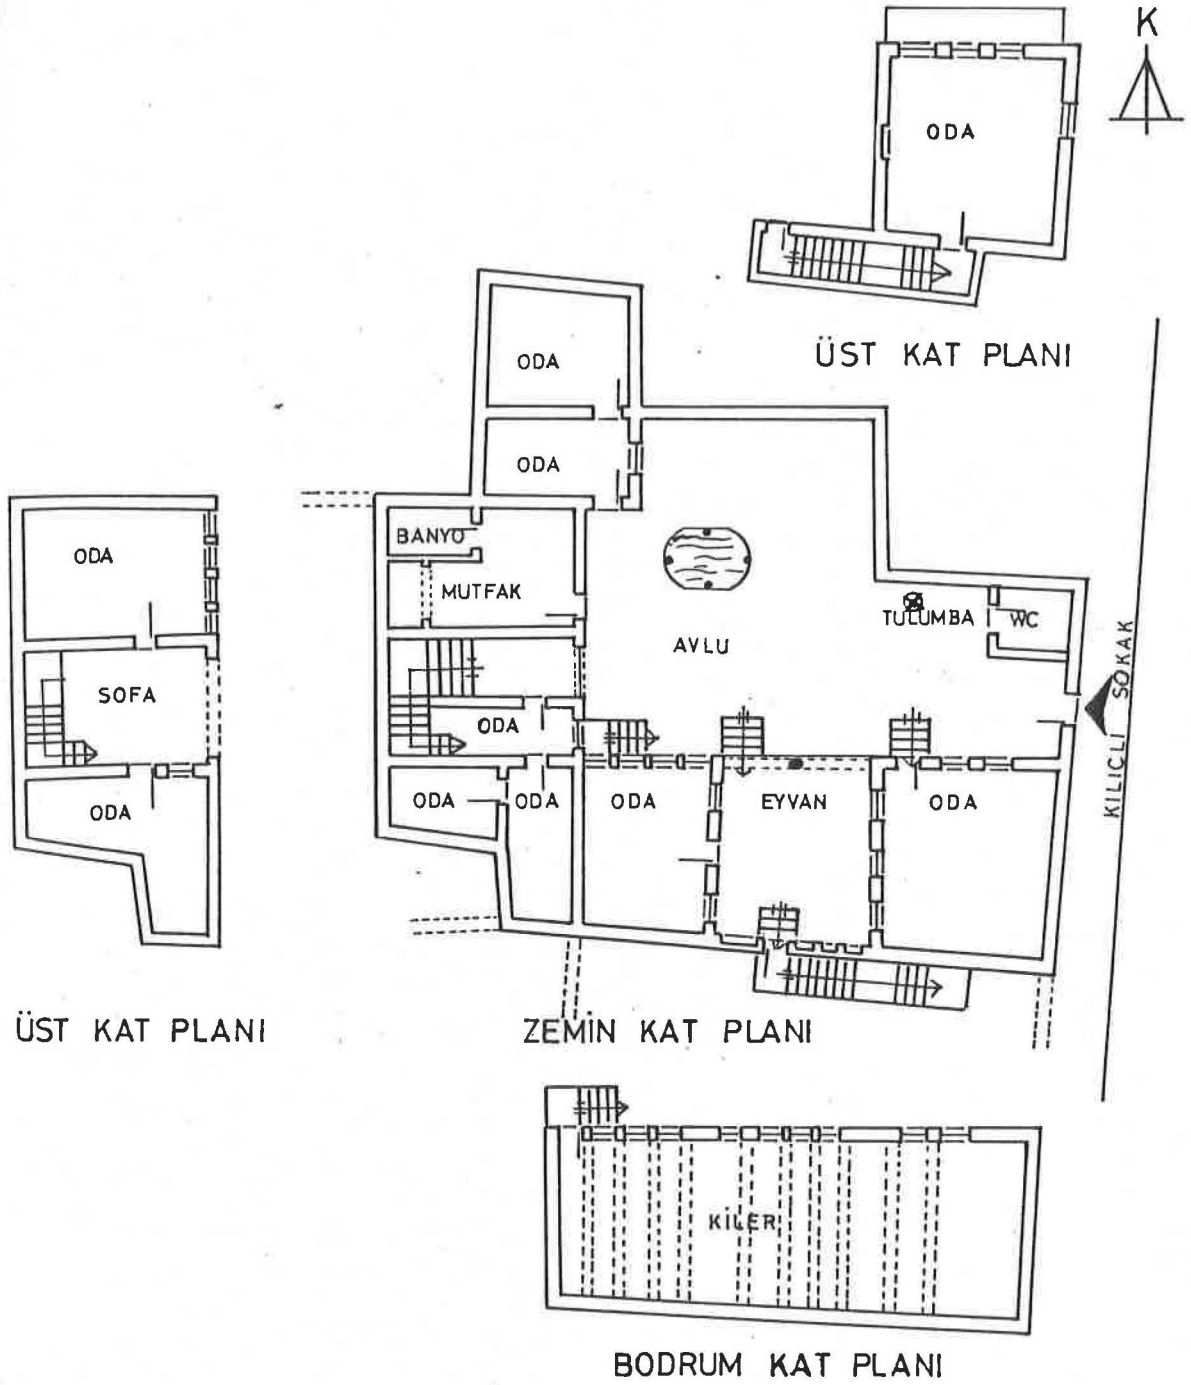 K
ODA
ÜST KAT PLANI
ODA
ODA
BANYO
MUTFAK
AVLU
TULUMBA
WC
KILIÇLI SOKAK
ODA
ODA
ODA
ODA
EYVAN
ODA
ZEMİN KAT PLANI
ODA
SOFA
ODA
ÜST KAT PLANI
KİLER
BODRUM KAT PLANI